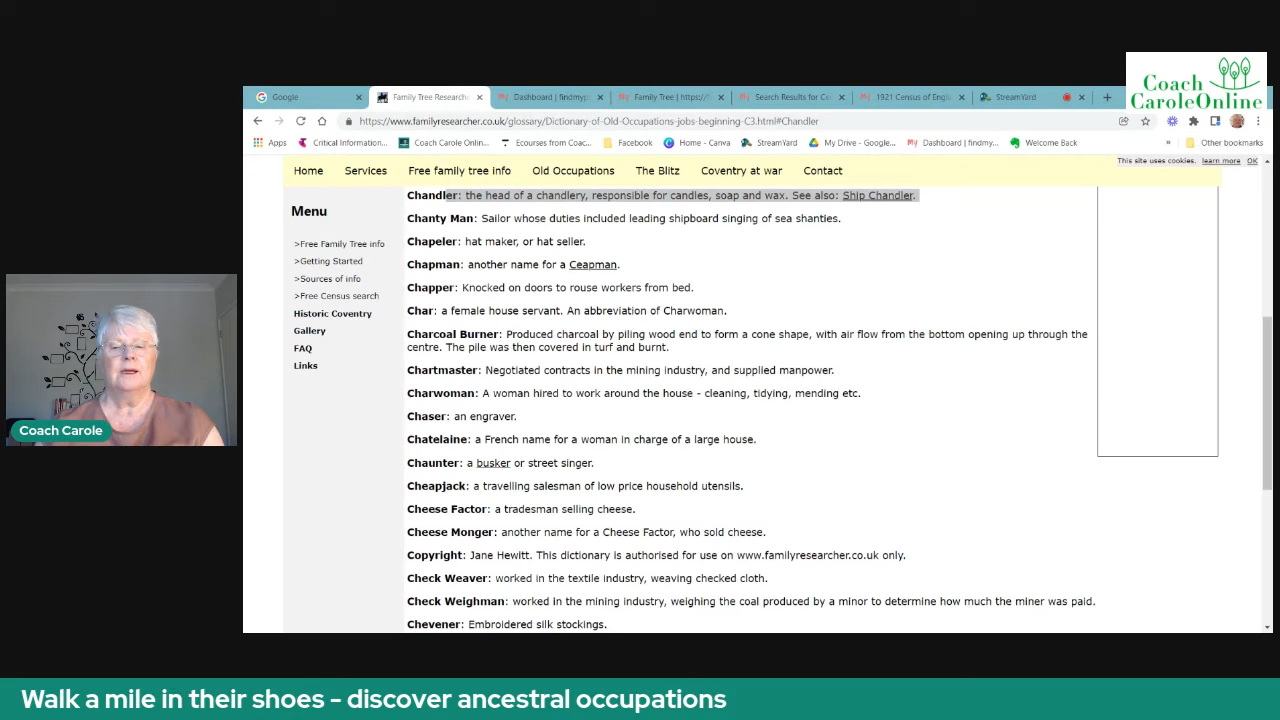 Coach
CaroleOnline
Google
Family Tree Researche
Dashboard | findmypa
Family Tree | https://t
Search Results for Ce
1921 Census of Engla
StreamYard
https://www.familyresearcher.co.uk/glossary/Dictionary-of-Old-Occupations-jobs-beginning-C3.html#Chandler
Apps
Critical Information...
Coach Carole Onlin...
Ecourses from Coac...
Facebook
Home - Canva
StreamYard
My Drive - Google...
Dashboard | findmy...
Welcome Back
»
Other bookmarks
Home
Services
Free family tree info
Old Occupations
The Blitz
Coventry at war
Contact
This site uses cookies. learn more OK
Menu
>Free Family Tree info
>Getting Started
>Sources of info
>Free Census search
Historic Coventry
Gallery
FAQ
Links
Chandler: the head of a chandlery, responsible for candles, soap and wax. See also: Ship Chandler.
Chanty Man: Sailor whose duties included leading shipboard singing of sea shanties.
Chapeler: hat maker, or hat seller.
Chapman: another name for a Ceapman.
Chapper: Knocked on doors to rouse workers from bed.
Char: a female house servant. An abbreviation of Charwoman.
Charcoal Burner: Produced charcoal by piling wood end to form a cone shape, with air flow from the bottom opening up through the
centre. The pile was then covered in turf and burnt.
Chartmaster: Negotiated contracts in the mining industry, and supplied manpower.
Charwoman: A woman hired to work around the house - cleaning, tidying, mending etc.
Chaser: an engraver.
Chatelaine: a French name for a woman in charge of a large house.
Chaunter: a busker or street singer.
Cheapjack: a travelling salesman of low price household utensils.
Cheese Factor: a tradesman selling cheese.
Cheese Monger: another name for a Cheese Factor, who sold cheese.
Copyright: Jane Hewitt. This dictionary is authorised for use on www.familyresearcher.co.uk only.
Check Weaver: worked in the textile industry, weaving checked cloth.
Check Weighman: worked in the mining industry, weighing the coal produced by a minor to determine how much the miner was paid.
Chevener: Embroidered silk stockings.
Coach Carole
Walk a mile in their shoes - discover ancestral occupations